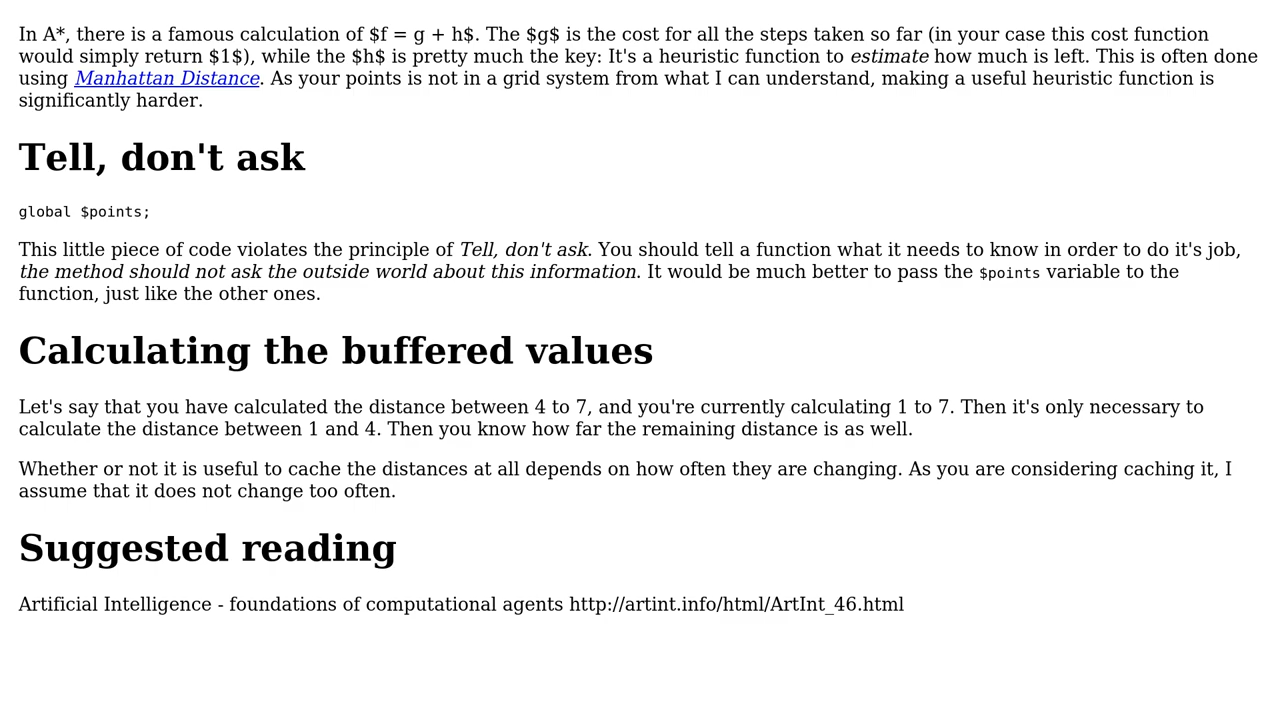 In A*, there is a famous calculation of $f = g + h$. The $g$ is the cost for all the steps taken so far (in your case this cost function
would simply return $1$), while the $h$ is pretty much the key: It's a heuristic function to estimate how much is left. This is often done
using Manhattan Distance. As your points is not in a grid system from what I can understand, making a useful heuristic function is
significantly harder.
Tell, don't ask
global $points;
This little piece of code violates the principle of Tell, don't ask. You should tell a function what it needs to know in order to do it's job,
the method should not ask the outside world about this information. It would be much better to pass the $points variable to the
function, just like the other ones.
Calculating the buffered values
Let's say that you have calculated the distance between 4 to 7, and you're currently calculating 1 to 7. Then it's only necessary to
calculate the distance between 1 and 4. Then you know how far the remaining distance is as well.
Whether or not it is useful to cache the distances at all depends on how often they are changing. As you are considering caching it, I
assume that it does not change too often.
Suggested reading
Artificial Intelligence - foundations of computational agents http://artint.info/html/ArtInt_46.html